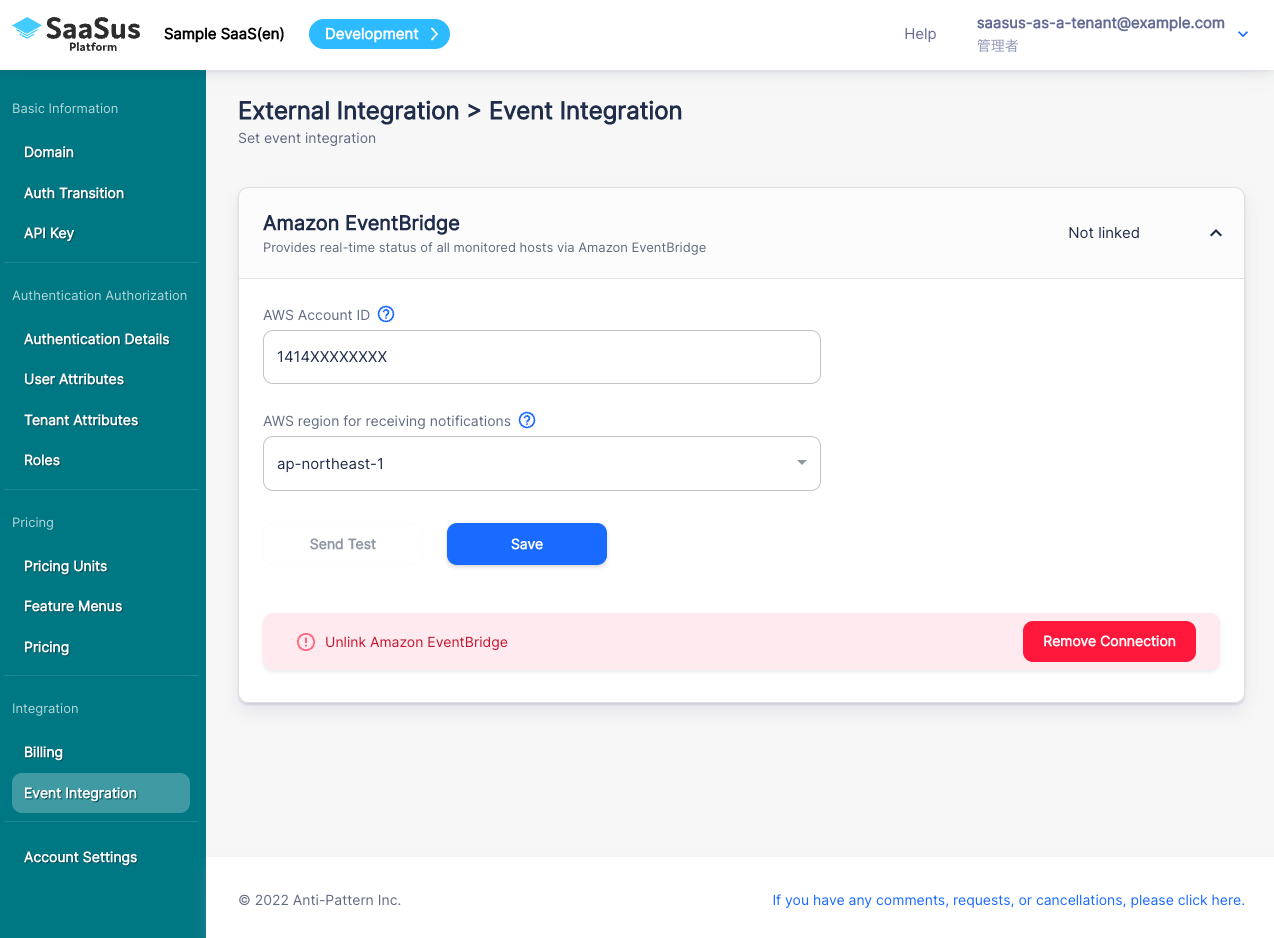 SaaSus
Platform
Sample SaaS(en)
Development
Help
saasus-as-a-tenant@example.com
管理者
Basic Information
Domain
Auth Transition
API Key
Authentication Authorization
Authentication Details
User Attributes
Tenant Attributes
Roles
Pricing
Pricing Units
Feature Menus
Pricing
Integration
Billing
Event Integration
Account Settings
External Integration > Event Integration
Set event integration
Amazon EventBridge
Provides real-time status of all monitored hosts via Amazon EventBridge
Not linked
AWS Account ID
1414XXXXXXXX
AWS region for receiving notifications
ap-northeast-1
Send Test
Save
Unlink Amazon EventBridge
Remove Connection
© 2022 Anti-Pattern Inc.
If you have any comments, requests, or cancellations, please click here.